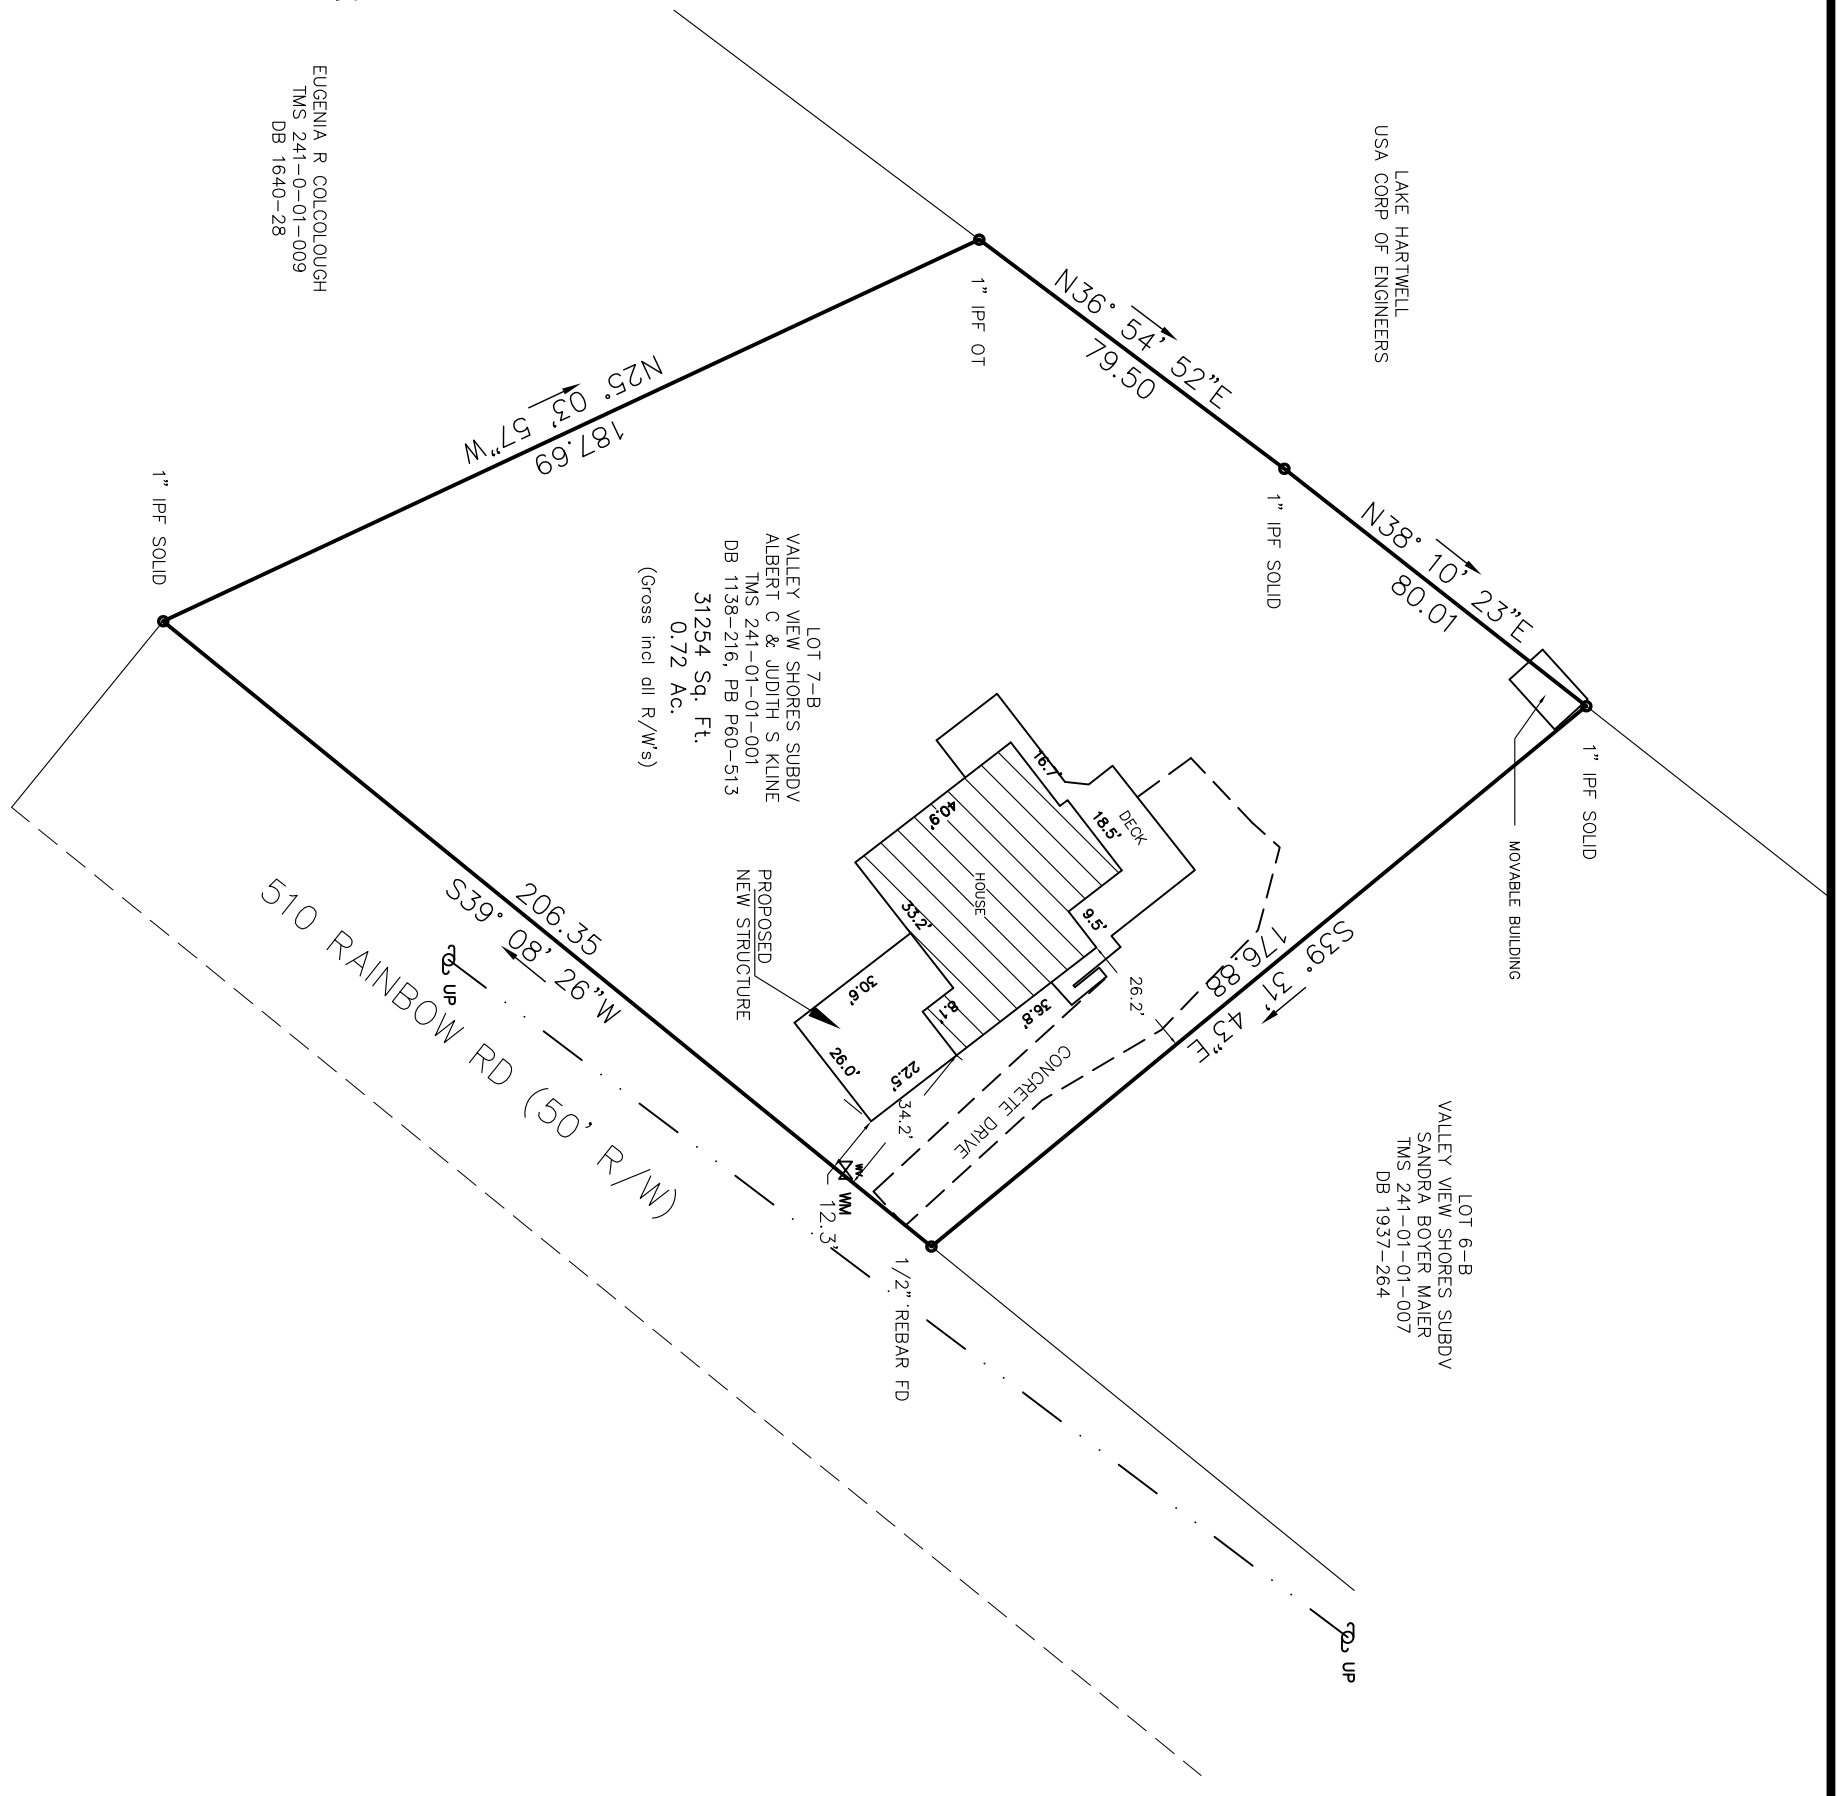 LAKE HARTWELL
USA CORP OF ENGINEERS
EUGENIA R COLCOLOUGH
TMS 241-0-01-009
DB 1640-28
1" IPF OT
N36° 54' 52"E
79.50
1" IPF SOLID
N38° 10' 23"E
80.01
1" IPF SOLID
MOVABLE BUILDING
N25° 03' 57"W
187.69
1" IPF SOLID
LOT 7-B
VALLEY VIEW SHORES SUBDV
ALBERT C & JUDITH S KLINE
TMS 241-01-01-001
DB 1138-216, PB P60-513
31254 Sq. Ft.
0.72 Ac.
(Gross incl all R/W's)
16.7'
DECK
18.5'
40.9'
HOUSE
9.5'
33.2'
PROPOSED
NEW STRUCTURE
30.6'
8.1'
36.8'
26.2'
26.0'
22.5'
34.2'
CONCRETE DRIVE
S39° 31' 43"E
176.88
LOT 6-B
VALLEY VIEW SHORES SUBDV
SANDRA BOYER MAIER
TMS 241-01-01-007
DB 1937-264
206.35
S39° 08' 26"W
UP
510 RAINBOW RD (50' R/W)
WM
12.3'
1/2" REBAR FD
UP